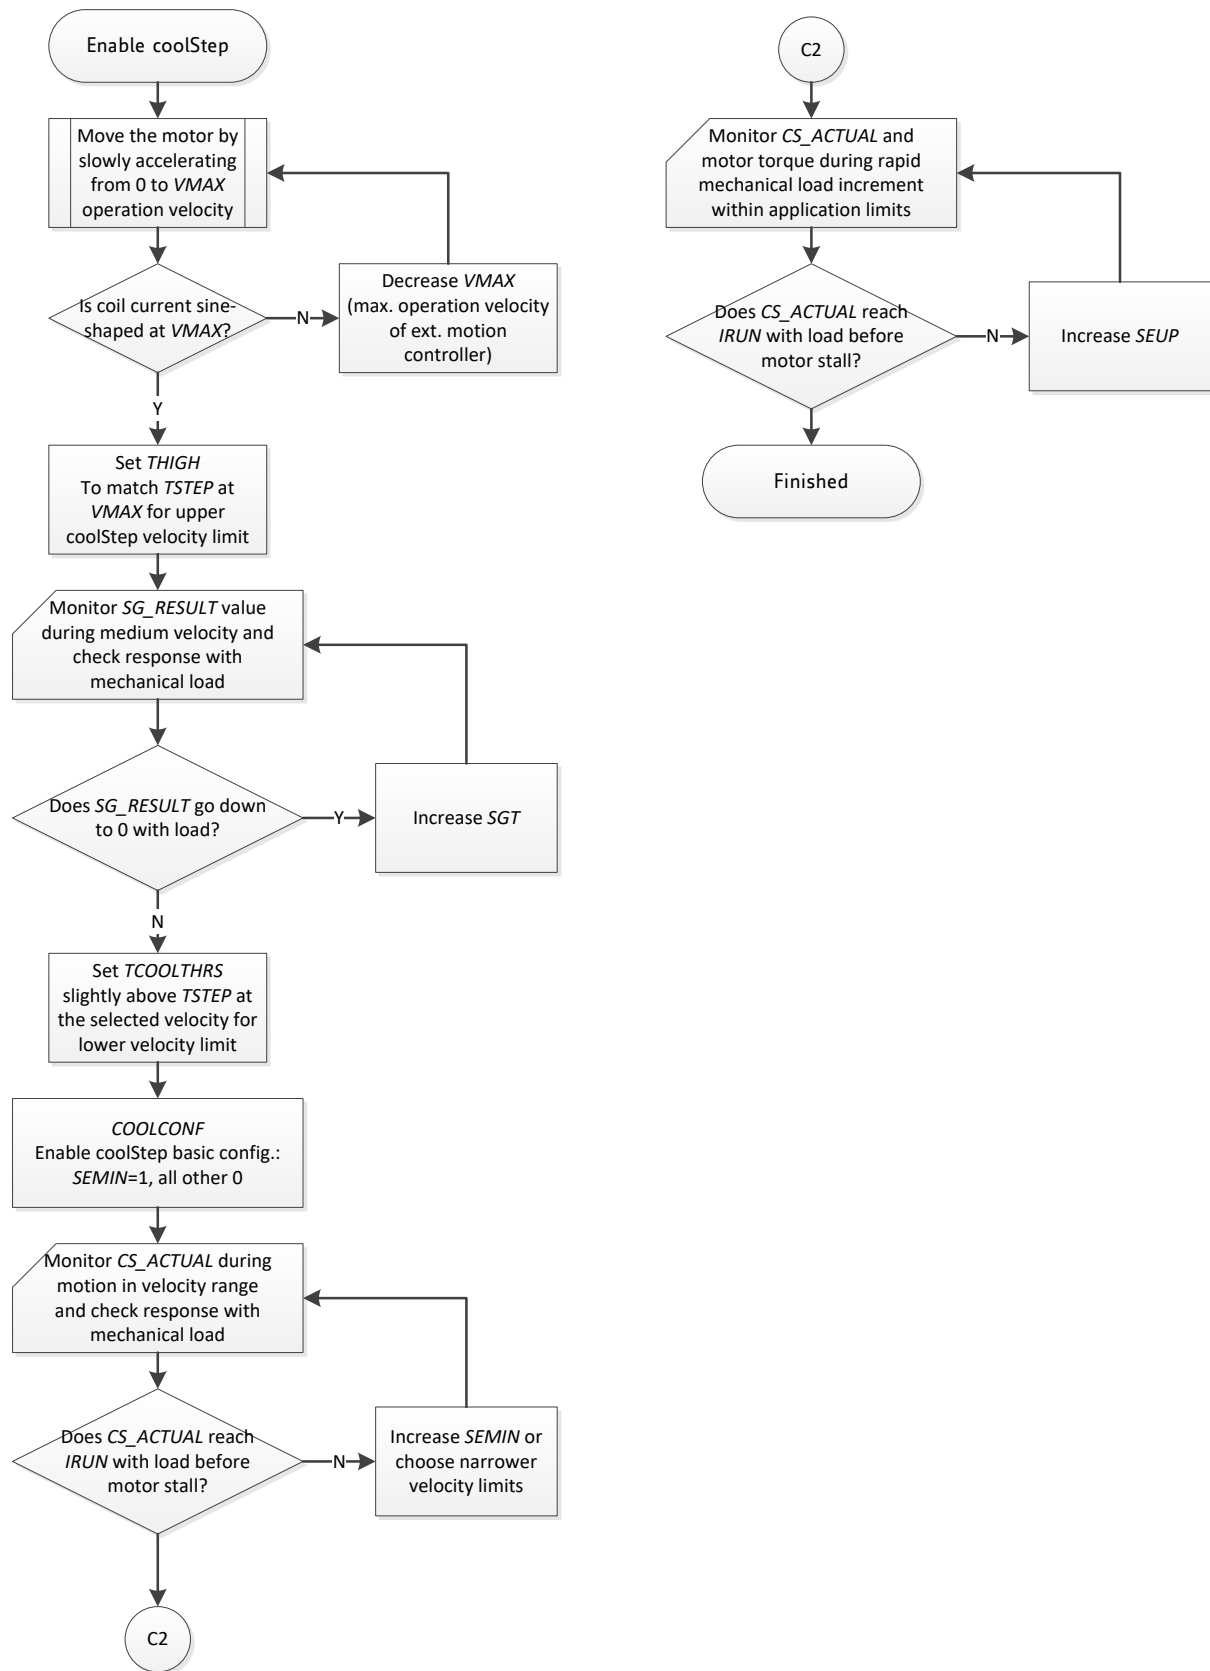 Enable coolStep
Move the motor by
slowly accelerating
from 0 to VMAX
operation velocity
Is coil current sine-
shaped at VMAX?
N
Decrease VMAX
(max. operation velocity
of ext. motion
controller)
Y
Set THIGH
To match TSTEP at
VMAX for upper
coolStep velocity limit
Monitor SG_RESULT value
during medium velocity and
check response with
mechanical load
Does SG_RESULT go down
to 0 with load?
Y
Increase SGT
N
Set TCOOLTHRS
slightly above TSTEP at
the selected velocity for
lower velocity limit
COOLCONF
Enable coolStep basic config.:
SEMIN=1, all other 0
Monitor CS_ACTUAL during
motion in velocity range
and check response with
mechanical load
Does CS_ACTUAL reach
IRUN with load before
motor stall?
N
Increase SEMIN or
choose narrower
velocity limits
C2
C2
Monitor CS_ACTUAL and
motor torque during rapid
mechanical load increment
within application limits
Does CS_ACTUAL reach
IRUN with load before
motor stall?
N
Increase SEUP
Finished